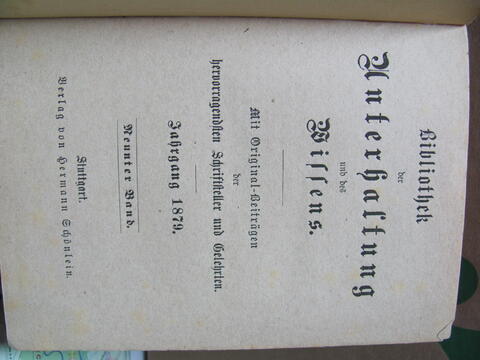 Bibliothek
der
Unterhaltung
und des
Wissens.
Mit Original-Beiträgen
der
hervorragendsten Schriftsteller und Gelehrten.
Jahrgang 1879.
Neunter Band.
Stuttgart.
Verlag von Hermann Schönlein.